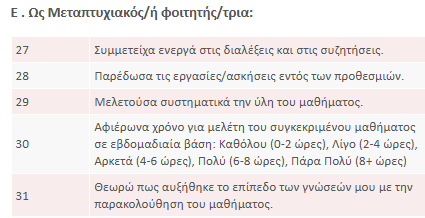 Ε . Ως Μεταπτυχιακός/ή φοιτητής/τρια:
27 Συμμετείχα ενεργά στις διαλέξεις και στις συζητήσεις.
28 Παρέδωσα τις εργασίες/ασκήσεις εντός των προθεσμιών.
29 Μελετούσα συστηματικά την ύλη του μαθήματος.
30 Αφιέρωνα χρόνο για μελέτη του συγκεκριμένου μαθήματος
σε εβδομαδιαία βάση: Καθόλου (0-2 ώρες), Λίγο (2-4 ώρες),
Αρκετά (4-6 ώρες), Πολύ (6-8 ώρες), Πάρα Πολύ (8+ ώρες)
31 Θεωρώ πως αυξήθηκε το επίπεδο των γνώσεών μου με την
παρακολούθηση του μαθήματος.